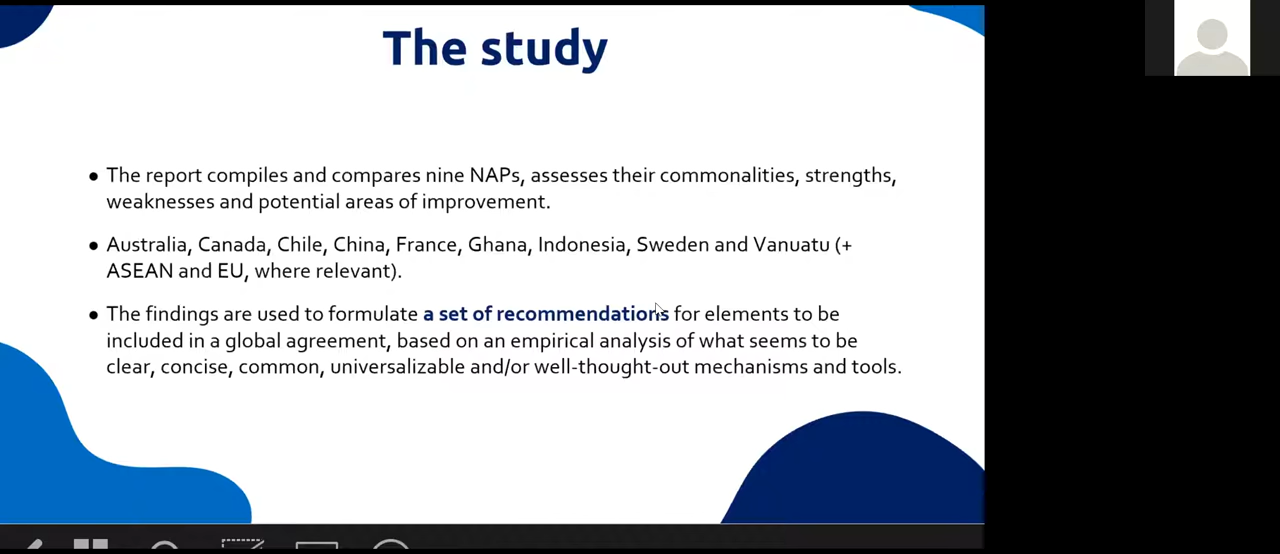 The study
● The report compiles and compares nine NAPs, assesses their commonalities, strengths,
weaknesses and potential areas of improvement.
● Australia, Canada, Chile, China, France, Ghana, Indonesia, Sweden and Vanuatu (+
ASEAN and EU, where relevant).
● The findings are used to formulate a set of recommendations for elements to be
included in a global agreement, based on an empirical analysis of what seems to be
clear, concise, common, universalizable and/or well-thought-out mechanisms and tools.